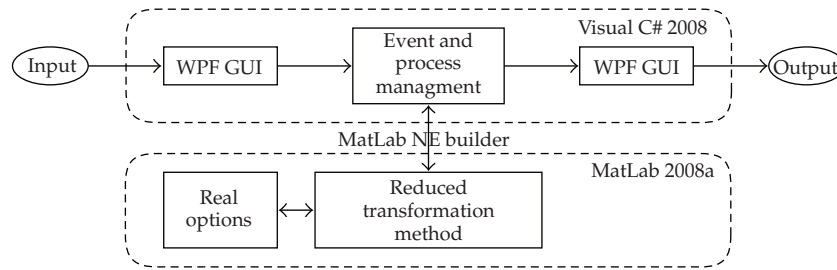 Visual C# 2008
Input
WPF GUI
Event and
process
managment
WPF GUI
Output
MatLab NE builder
MatLab 2008a
Real
options
Reduced
transformation
method